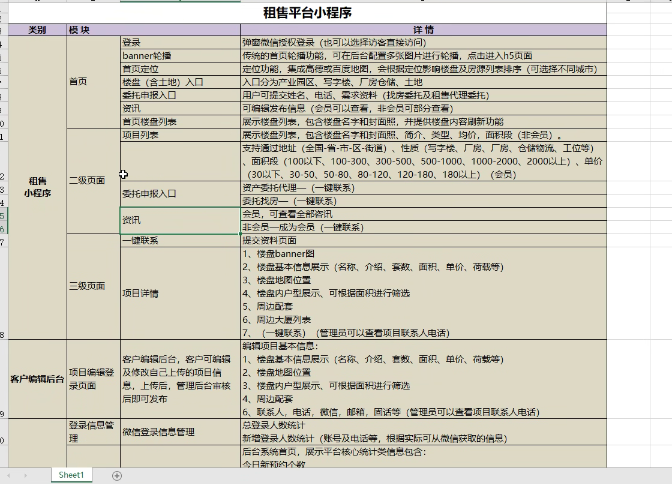 租售平台小程序
类别 模 块 详 情
登录 弹窗微信授权登录（也可以选择访客直接访问）
banner轮播 传统的首页轮播功能，可在后台配置多张图片进行轮播，点击进入h5页面
首页定位 定位功能，集成高德或百度地图，会根据定位影响楼盘及房源列表排序（可选择不同城市）
首页 楼盘（含土地）入口 入口分为产业园区、写字楼、厂房仓储、土地
委托申报入口 用户可提交姓名、电话、需求资料（找房委托及租售代理委托）
资讯 可编辑发布信息（会员可以查看，非会员可部分查看）
首页楼盘列表 展示楼盘列表，包含楼盘名字和封面照，并提供楼盘内容刷新功能
项目列表 展示楼盘列表，包含楼盘名字和封面照、简介、类型、均价，面积段（非会员）。
支持通过地址（全国-省-市-区-街道）、性质（写字楼、厂房、厂房、仓储物流、工位等）
、面积段（100以下、100-300、300-500、500-1000、1000-2000、2000以上）、单价
（30以下、30-50、50-80、80-120、120-180、180以上）（会员）
租售
小程序
二级页面
委托申报入口 资产委托代理—（一键联系）
委托找房—（一键联系）
资讯 会员，可查看全部咨讯
非会员—成为会员（一键联系）
一键联系 提交资料页面
三级页面 项目详情
1、楼盘banner图
2、楼盘基本信息展示（名称、介绍、套数、面积、单价、荷载等）
3、楼盘地图位置
4、楼盘内户型展示、可根据面积进行筛选
5、周边配套
6、周边大厦列表
7、（一键联系）（管理员可以查看项目联系人电话）
客户编辑后台
项目编辑登
录页面
客户编辑后台，客户可编辑
及修改自己上传的项目信
息，上传后，管理后台审核
后即可发布
编辑项目基本信息：
1、楼盘基本信息展示（名称、介绍、套数、面积、单价、荷载等）
2、楼盘地图位置
3、楼盘内户型展示、可根据面积进行筛选
4、周边配套
6、联系人，电话，微信，邮箱，固话等（管理员可以查看项目联系人电话）
登录信息管
理
微信登录信息管理
总登录人数统计
新增登录人数统计（账号及电话等，根据实际可从微信获取的信息）
后台系统首页，展示平台核心统计类信息包含：
今日新预约个数
Sheet1